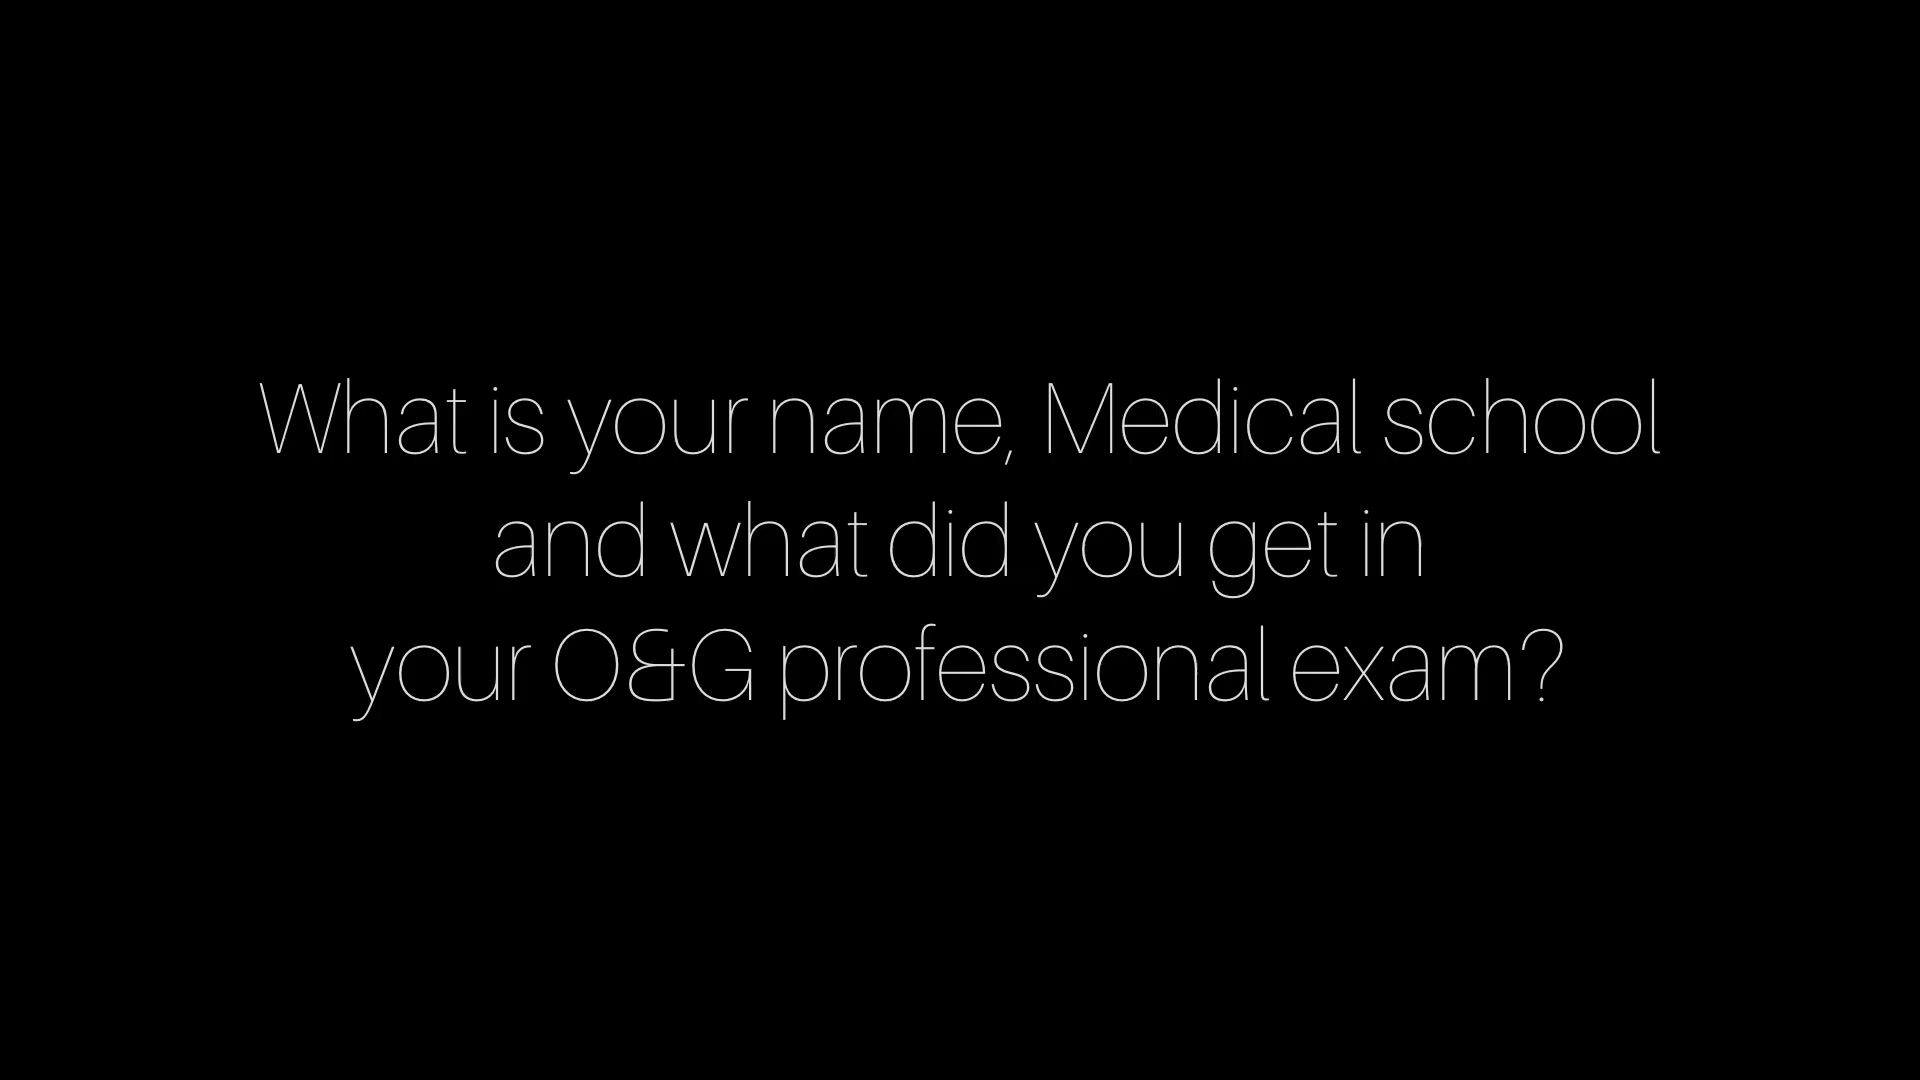 What is your name, Medical school
and what did you get in
your O&G professional exam?